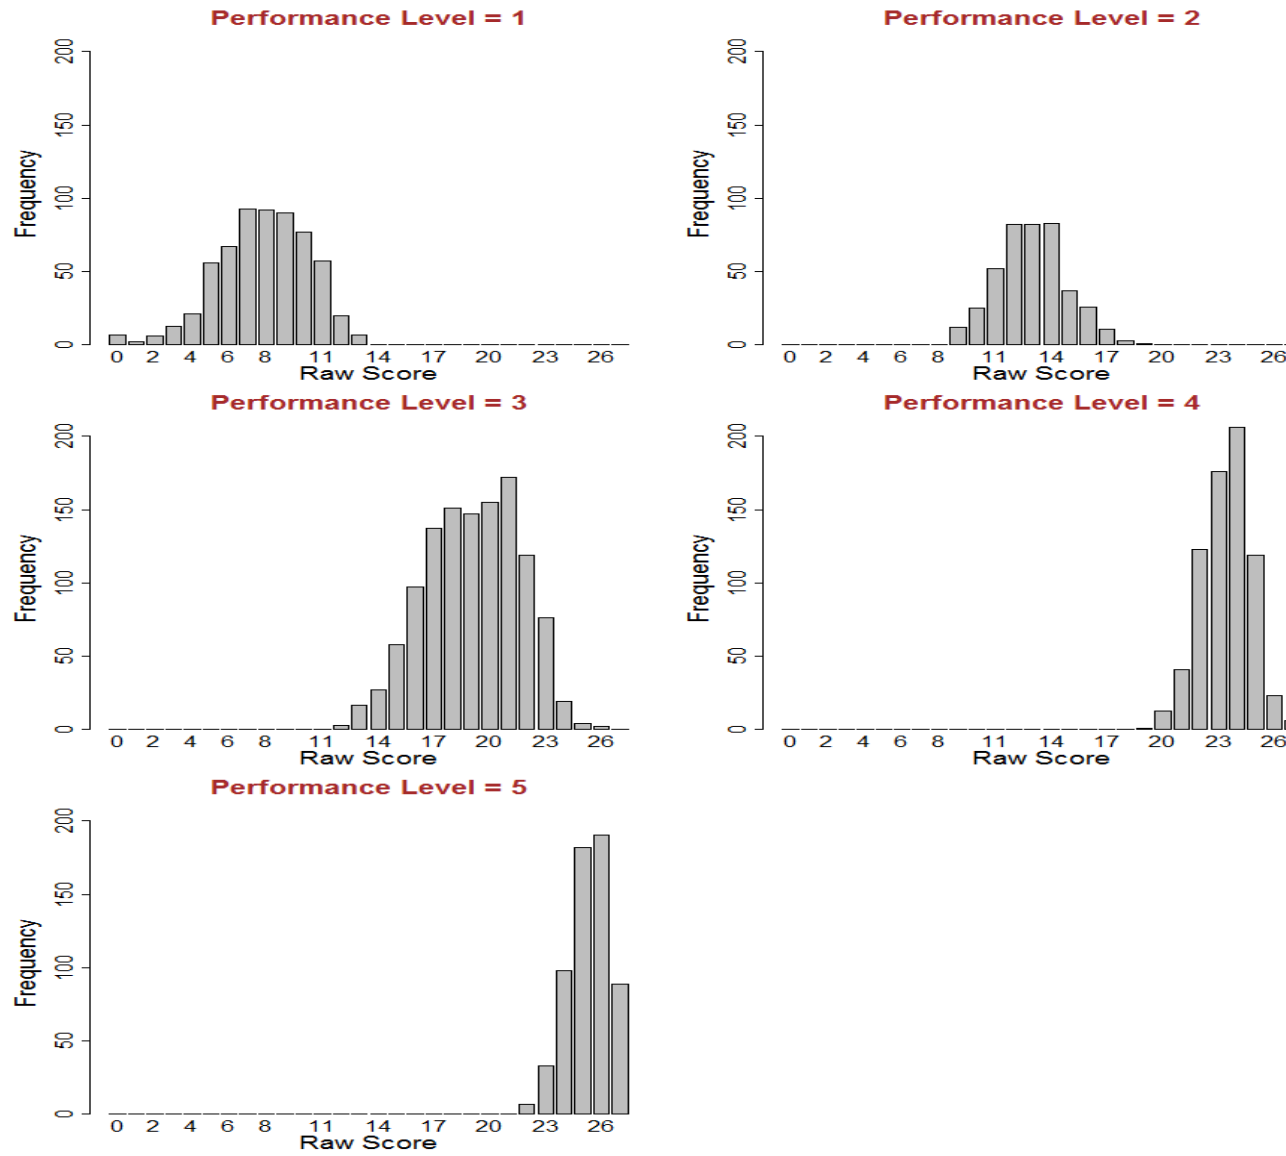 Performance Level = 1
Frequency
0 50 100 150 200
0 2 4 6 8 11 14 17 20 23 26
Raw Score
Performance Level = 2
Frequency
0 50 100 150 200
0 2 4 6 8 11 14 17 20 23 26
Raw Score
Performance Level = 3
Frequency
0 50 100 150 200
0 2 4 6 8 11 14 17 20 23 26
Raw Score
Performance Level = 4
Frequency
0 50 100 150 200
0 2 4 6 8 11 14 17 20 23 26
Raw Score
Performance Level = 5
Frequency
0 50 100 150 200
0 2 4 6 8 11 14 17 20 23 26
Raw Score